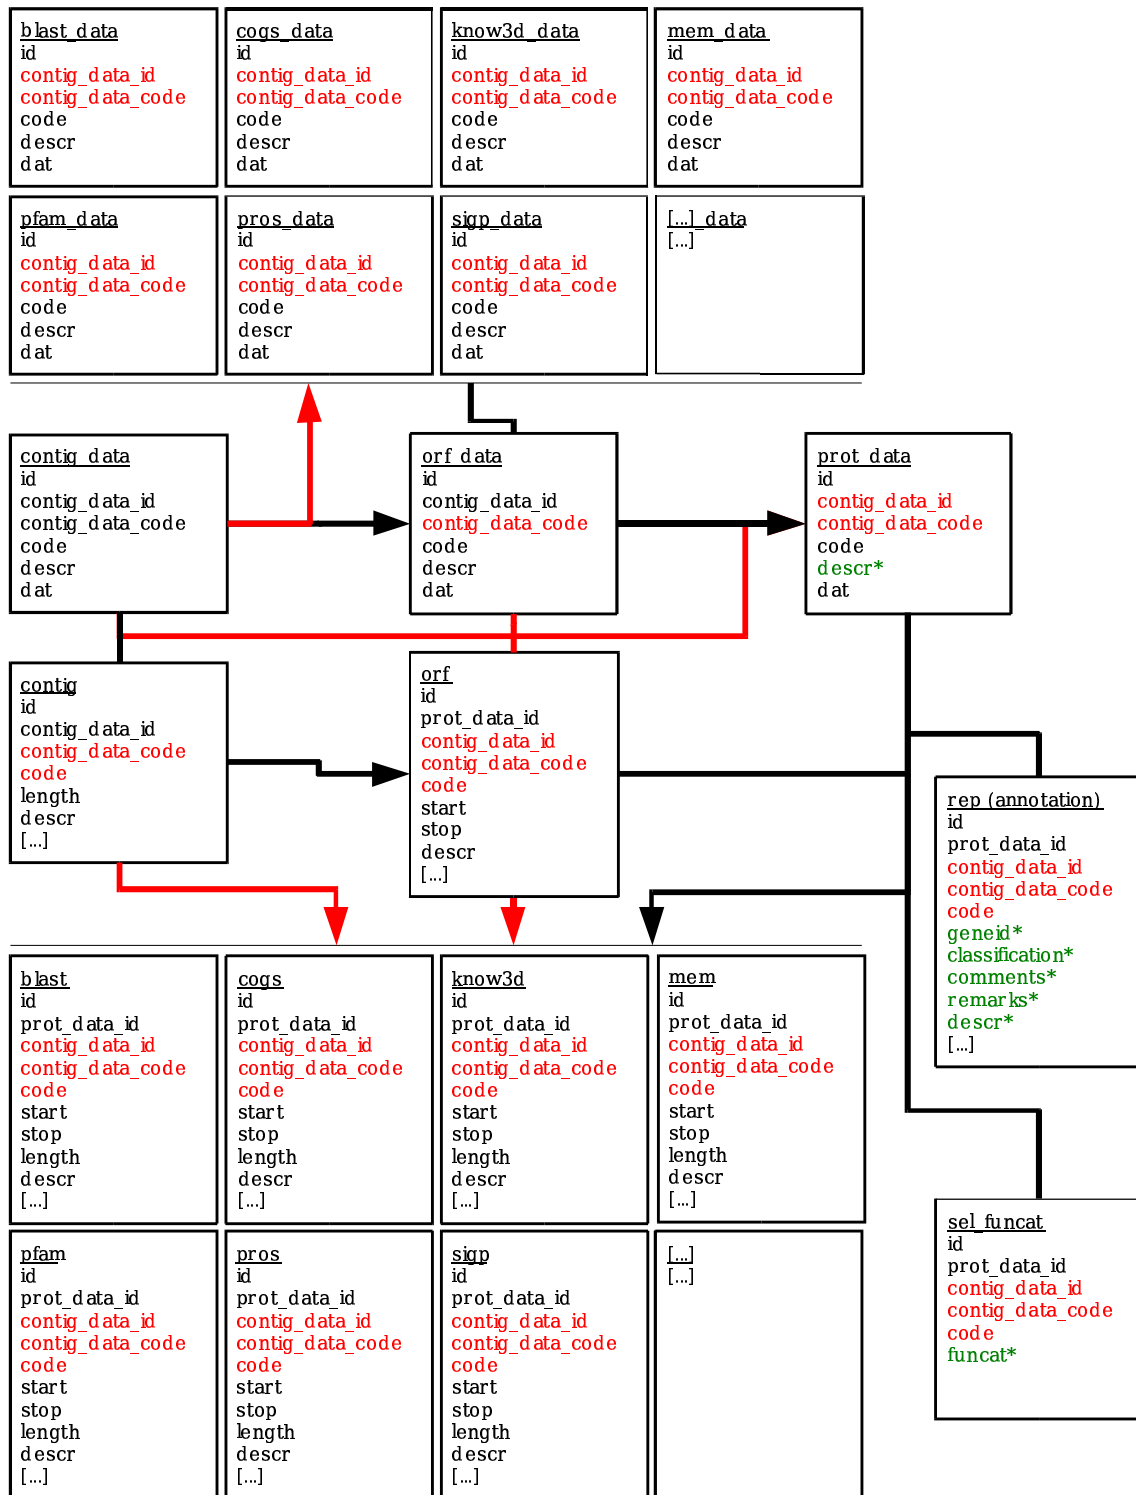 blast_data
id
contig_data_id
contig_data_code
code
descr
dat
cogs_data
id
contig_data_id
contig_data_code
code
descr
dat
know3d_data
id
contig_data_id
contig_data_code
code
descr
dat
mem_data
id
contig_data_id
contig_data_code
code
descr
dat
pfam_data
id
contig_data_id
contig_data_code
code
descr
dat
pros_data
id
contig_data_id
contig_data_code
code
descr
dat
sigp_data
id
contig_data_id
contig_data_code
code
descr
dat
[...]_data
[...]
contig_data
id
contig_data_id
contig_data_code
code
descr
dat
orf_data
id
contig_data_id
contig_data_code
code
descr
dat
prot_data
id
contig_data_id
contig_data_code
code
descr*
dat
contig
id
contig_data_id
contig_data_code
code
length
descr
[...]
orf
id
prot_data_id
contig_data_id
contig_data_code
code
start
stop
descr
[...]
rep (annotation)
id
prot_data_id
contig_data_id
contig_data_code
code
geneid*
classification*
comments*
remarks*
descr*
[...]
blast
id
prot_data_id
contig_data_id
contig_data_code
code
start
stop
length
descr
[...]
cogs
id
prot_data_id
contig_data_id
contig_data_code
code
start
stop
length
descr
[...]
know3d
id
prot_data_id
contig_data_id
contig_data_code
code
start
stop
length
descr
[...]
mem
id
prot_data_id
contig_data_id
contig_data_code
code
start
stop
length
descr
[...]
sel_funcat
id
prot_data_id
contig_data_id
contig_data_code
code
funcat*
pfam
id
prot_data_id
contig_data_id
contig_data_code
code
start
stop
length
descr
[...]
pros
id
prot_data_id
contig_data_id
contig_data_code
code
start
stop
length
descr
[...]
sigp
id
prot_data_id
contig_data_id
contig_data_code
code
start
stop
length
descr
[...]
[...]
[...]